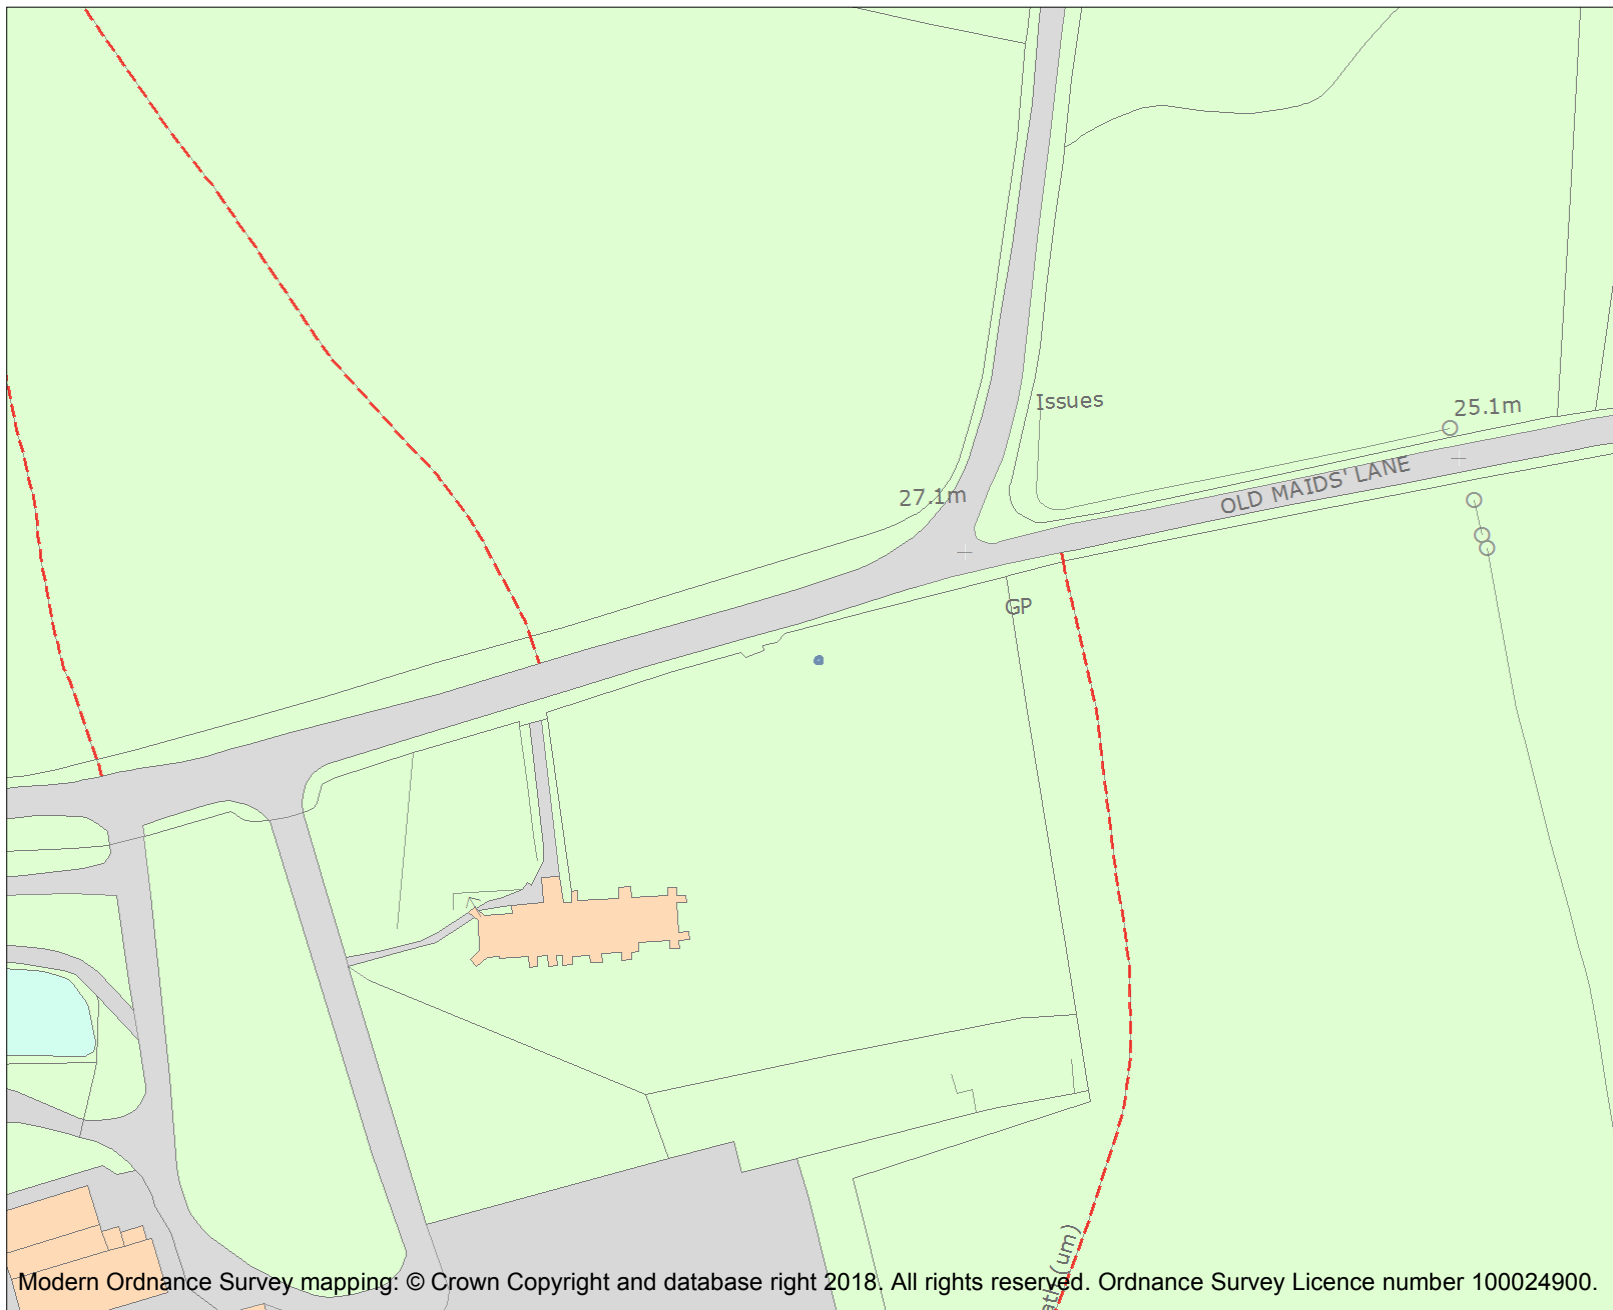 Issues
25.1m
OLD MAIDS' LANE
27.1m
GP
(um)
Modern Ordnance Survey mapping: © Crown Copyright and database right 2018. All rights reserved. Ordnance Survey Licence number 100024900.